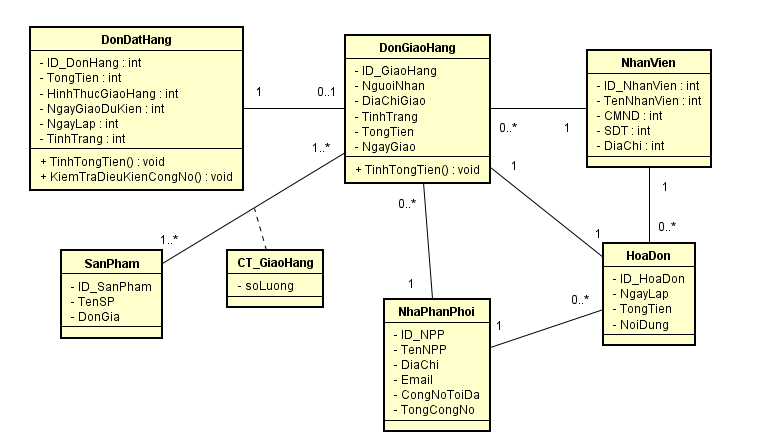 DonDatHang
- ID_DonHang : int
- TongTien : int
- HinhThucGiaoHang : int
- NgayGiaoDuKien : int
- NgayLap : int
- TinhTrang : int
+ TinhTongTien() : void
+ KiemTraDieuKienCongNo() : void
1
0..1
DonGiaoHang
- ID_GiaoHang
- NguoiNhan
- DiaChiGiao
- TinhTrang
- TongTien
- NgayGiao
+ TinhTongTien() : void
0..*
1
NhanVien
- ID_NhanVien : int
- TenNhanVien : int
- CMND : int
- SDT : int
- DiaChi : int
1..*
1..*
1
1
1
0..*
0..*
1
SanPham
- ID_SanPham
- TenSP
- DonGia
CT_GiaoHang
- soLuong
HoaDon
- ID_HoaDon
- NgayLap
- TongTien
- NoiDung
0..*
1
NhaPhanPhoi
- ID_NPP
- TenNPP
- DiaChi
- Email
- CongNoToiDa
- TongCongNo